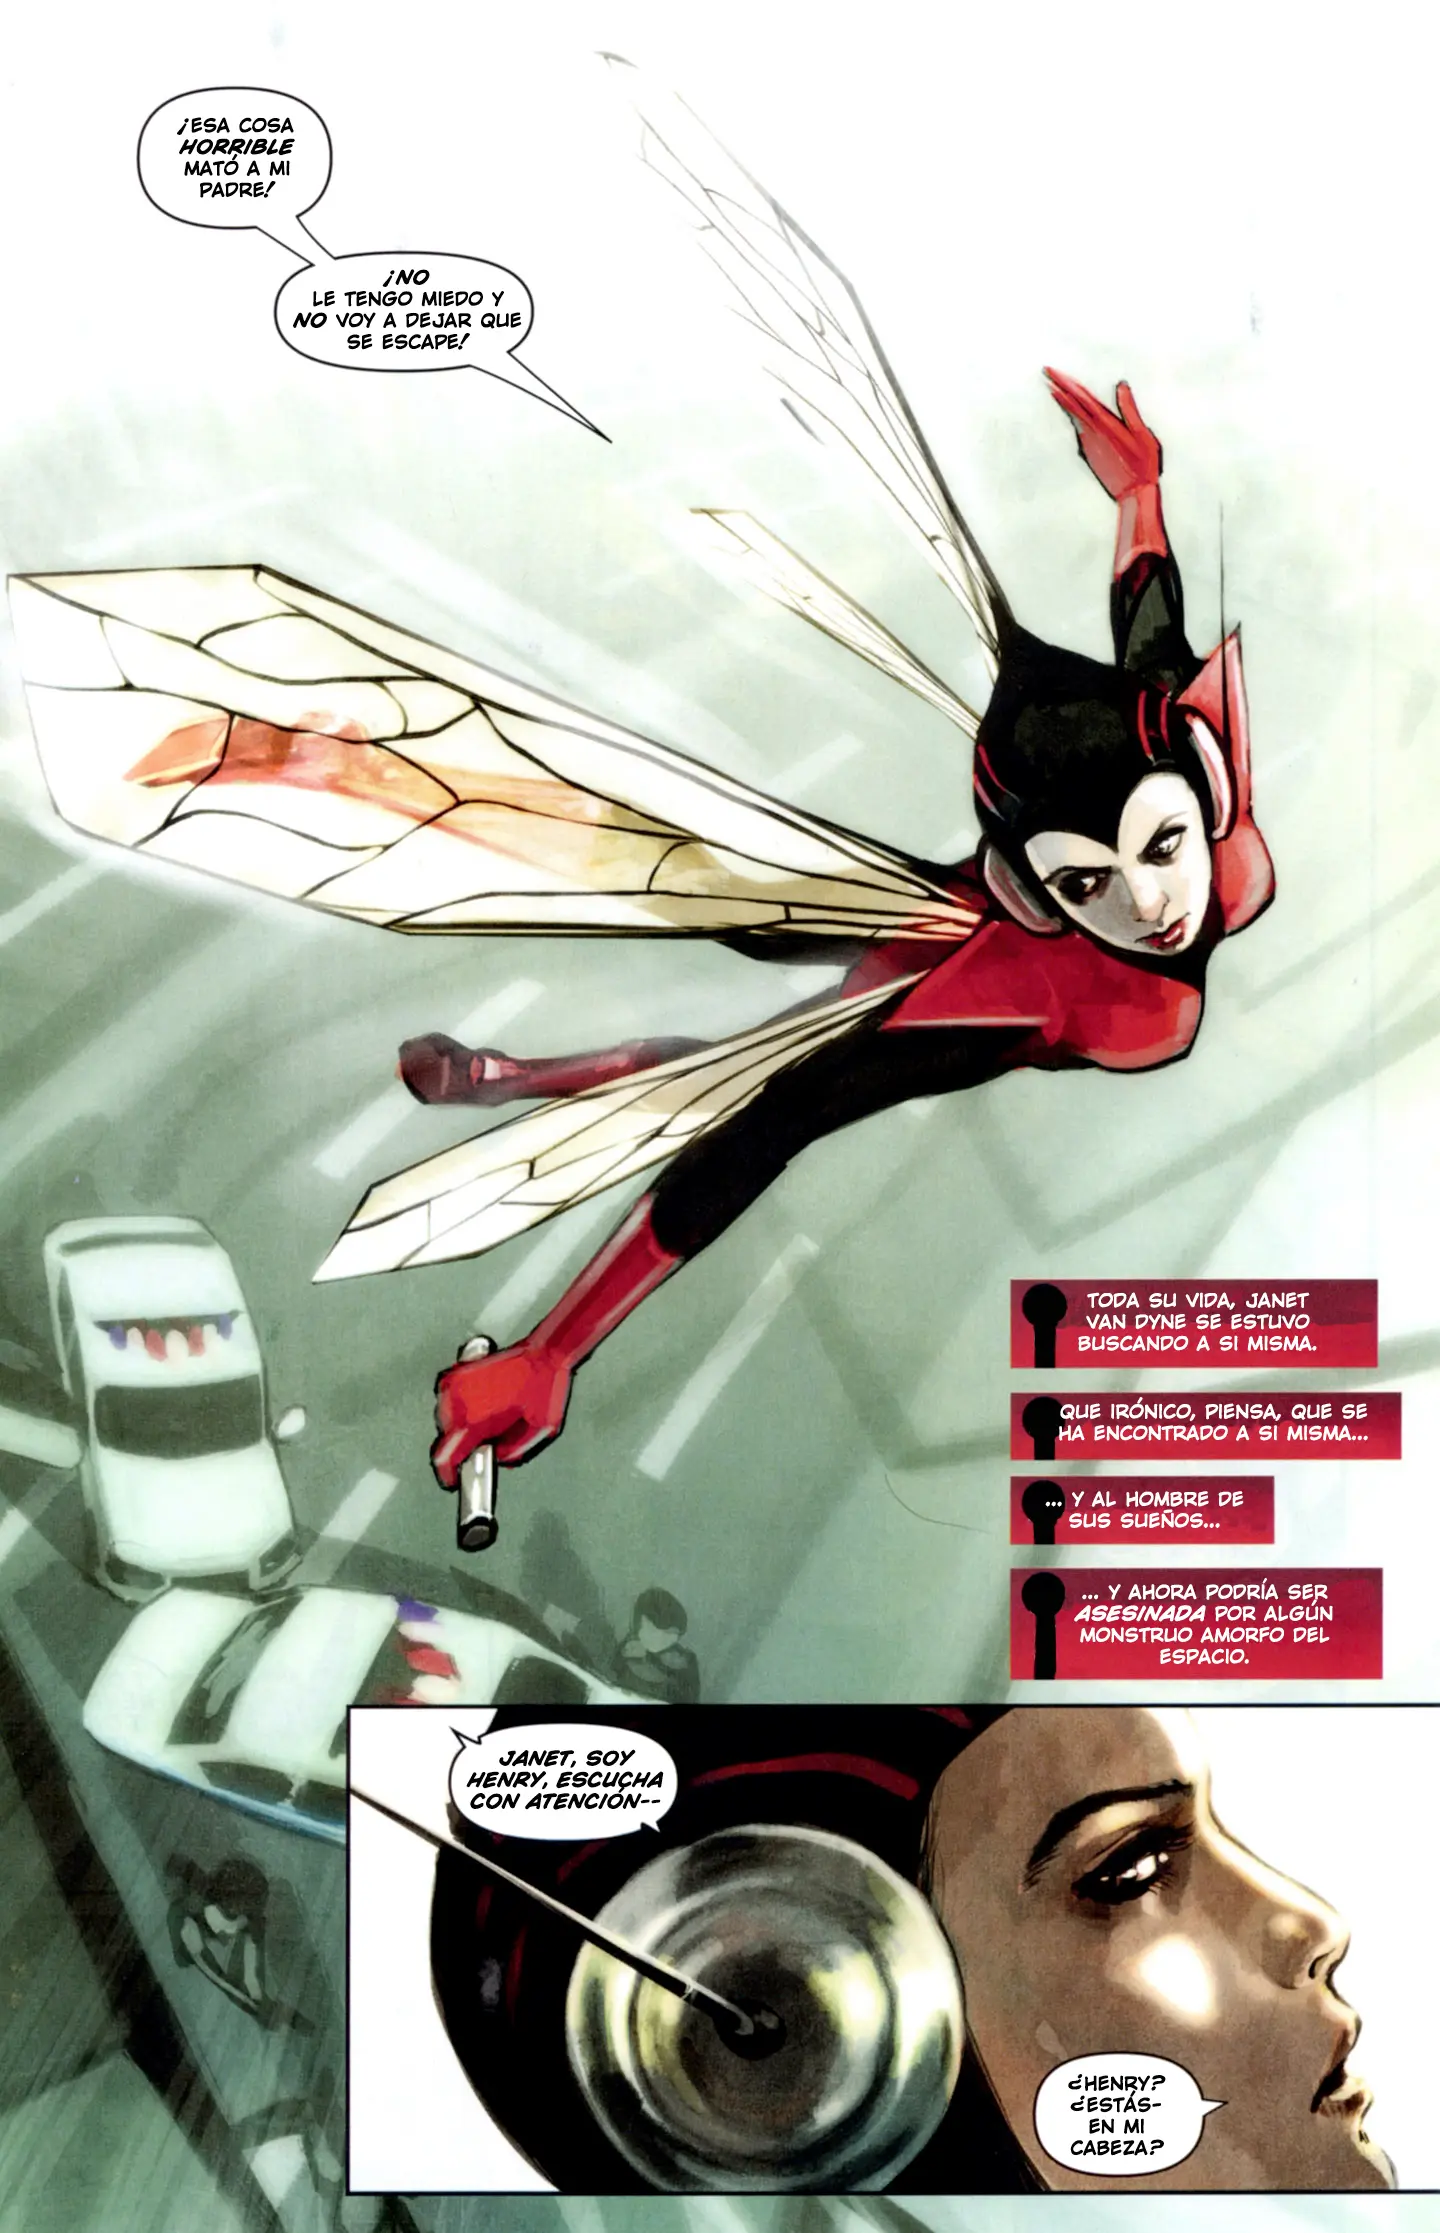 ¡ESA COSA
HORRIBLE
MATÓ A MI
PADRE!
¡NO
LE TENGO MIEDO Y
NO VOY A DEJAR QUE
SE ESCAPE!
TODA SU VIDA, JANET
VAN DYNE SE ESTUVO
BUSCANDO A SI MISMA.
QUE IRÓNICO, PIENSA, QUE SE
HA ENCONTRADO A SI MISMA...
... Y AL HOMBRE DE
SUS SUEÑOS...
... Y AHORA PODRÍA SER
ASESINADA POR ALGÚN
MONSTRUO AMORFO DEL
ESPACIO.
JANET, SOY
HENRY, ESCUCHA
CON ATENCIÓN--
¿HENRY?
¿ESTÁS-
EN MI
CABEZA?